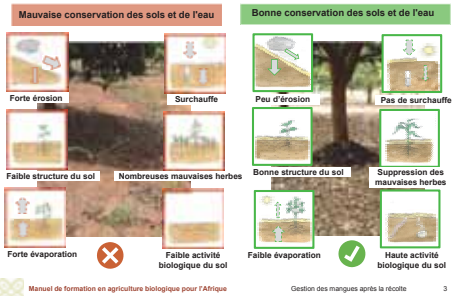 Mauvaise conservation des sols et de l'eau
Bonne conservation des sols et de l'eau
Forte érosion
Surchauffe
Peu d'érosion
Pas de surchauffe
Faible structure du sol
Nombreuses mauvaises herbes
Bonne structure du sol
Suppression des
mauvaises herbes
Forte évaporation
Faible activité
biologique du sol
Faible évaporation
Haute activité
biologique du sol
Manuel de formation en agriculture biologique pour l'Afrique
Gestion des mangues après la récolte
3